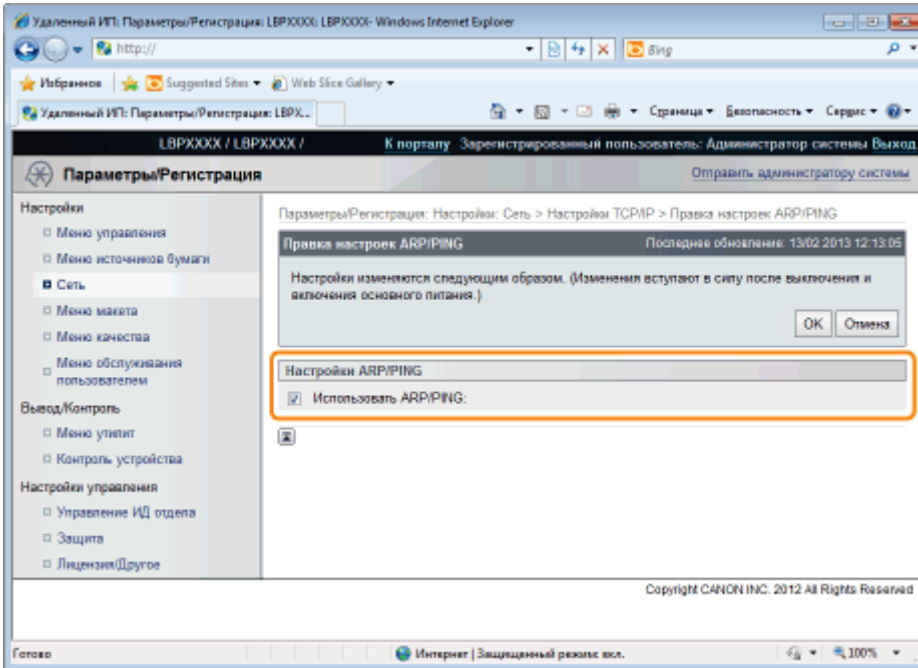 Удаленный ИП: Параметры/Регистрация: LBPXXXX: LBPXXXX- Windows Internet Explorer
http://
Bing
Избранное Suggested Sites Web Slice Gallery
Удаленный ИП: Параметры/Регистрация: LBPX... Страница Безопасность Сервис
LBPXXXX / LBPXXXX / К порталу Зарегистрированный пользователь: Администратор системы Выход
Параметры/Регистрация Отправить администратору системы
Настройки
Меню управления
Меню источников бумаги
Сеть
Меню макета
Меню качества
Меню обслуживания
пользователем
Вывод/Контроль
Меню утилит
Контроль устройства
Настройки управления
Управление ИД отдела
Защита
Лицензия/Другое
Параметры/Регистрация: Настройки: Сеть > Настройки TCP/IP > Правка настроек ARP/PING
Правка настроек ARP/PING Последнее обновление: 13/02 2013 12:13:05
Настройки изменяются следующим образом. (Изменения вступают в силу после выключения и
включения основного питания.)
OK Отмена
Настройки ARP/PING
Использовать ARP/PING:
Copyright CANON INC. 2012 All Rights Reserved
Готово Интернет | Защищенный режим: вкл. 100%